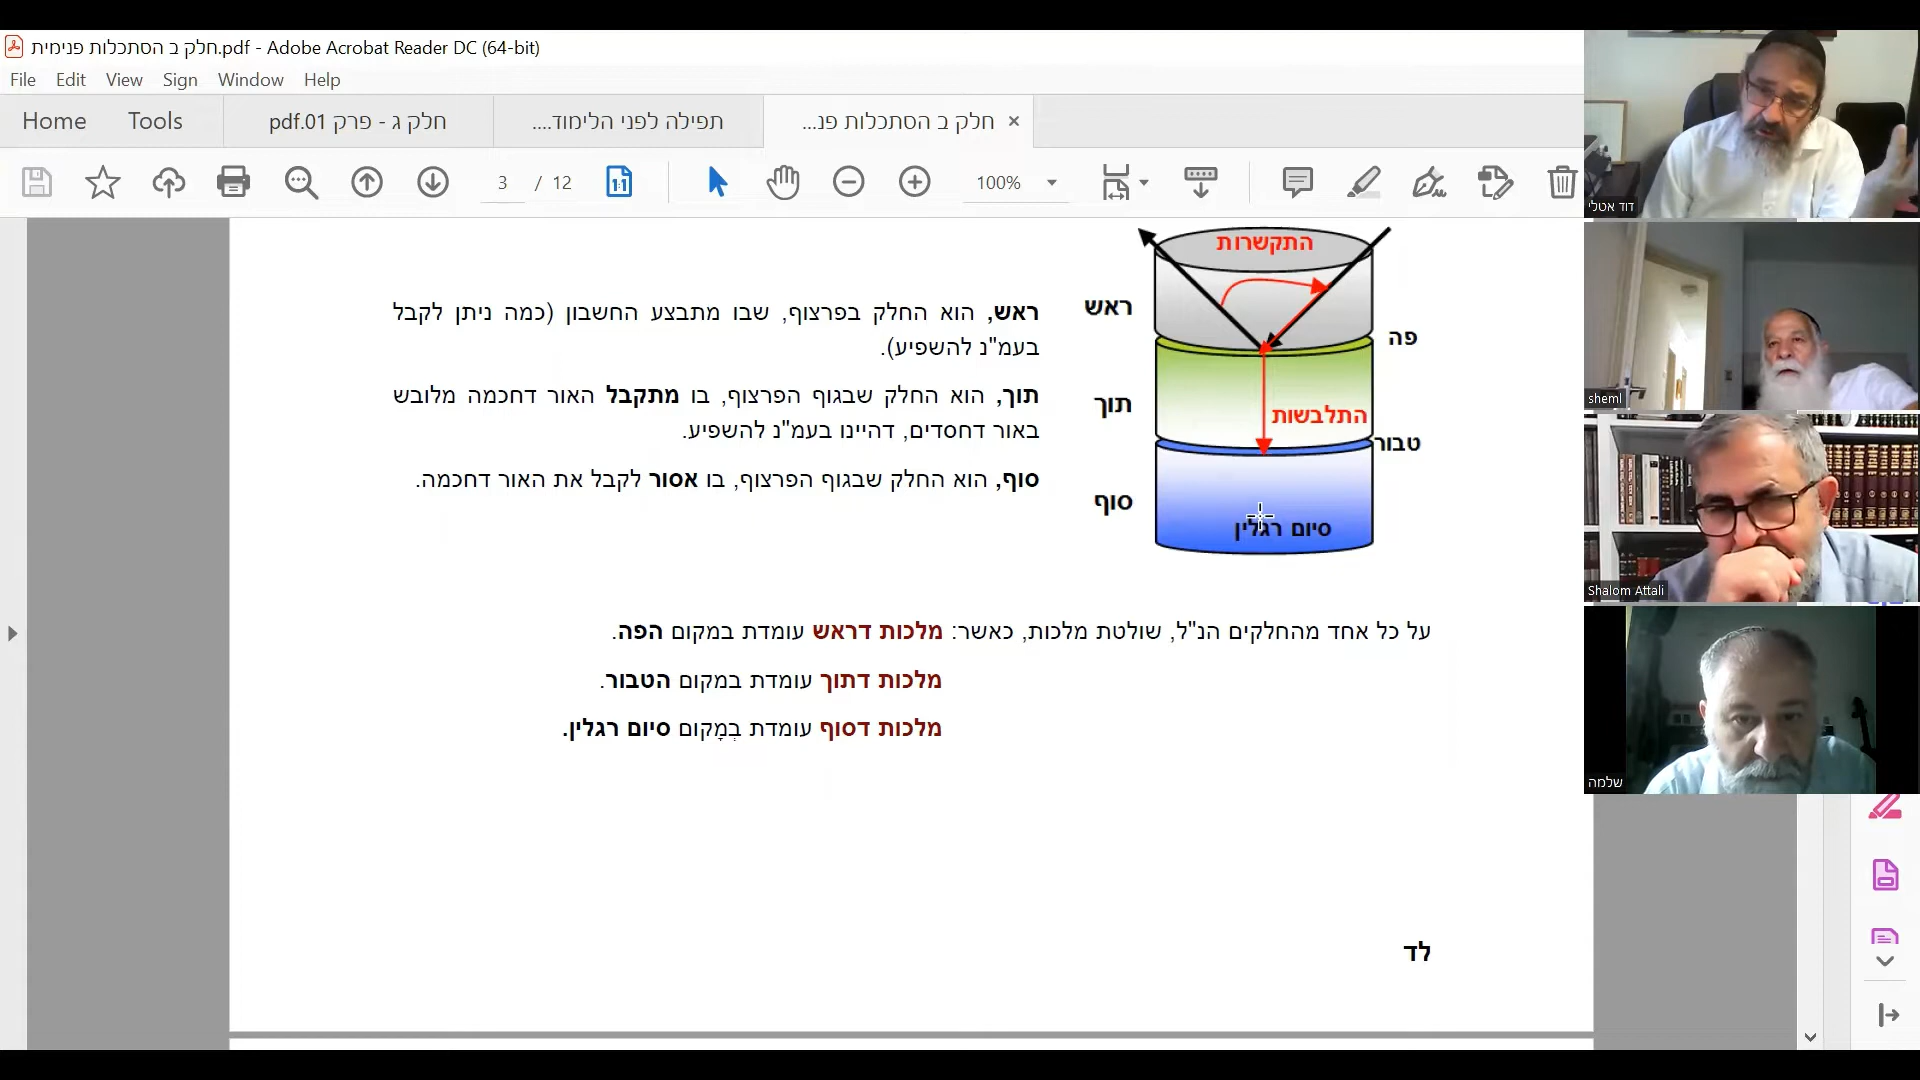 חלק ב הסתכלות פנימית.pdf - Adobe Acrobat Reader DC (64-bit)
File Edit View Sign Window Help
Home Tools
חלק ג - פרק 01.pdf
תפילה לפני הלימוד....
חלק ב הסתכלות פנ...
3 / 12
100%
התקשרות
ראש
פה
תוך
התלבשות
טבור
סוף
סיום רגלין
ראש, הוא החלק בפרצוף, שבו מתבצע החשבון (כמה ניתן לקבל
בעמ"נ להשפיע).
תוך, הוא החלק שבגוף הפרצוף, בו מתקבל האור דחכמה מלובש
באור דחסדים, דהיינו בעמ"נ להשפיע.
סוף, הוא החלק שבגוף הפרצוף, בו אסור לקבל את האור דחכמה.
על כל אחד מהחלקים הנ"ל, שולטת מלכות, כאשר: מלכות דראש עומדת במקום הפה.
מלכות דתוך עומדת במקום הטבור.
מלכות דסוף עומדת בְמָקום סיום רגלין.
לד
דוד אטלי
sheml
Shalom Attali
שלמה